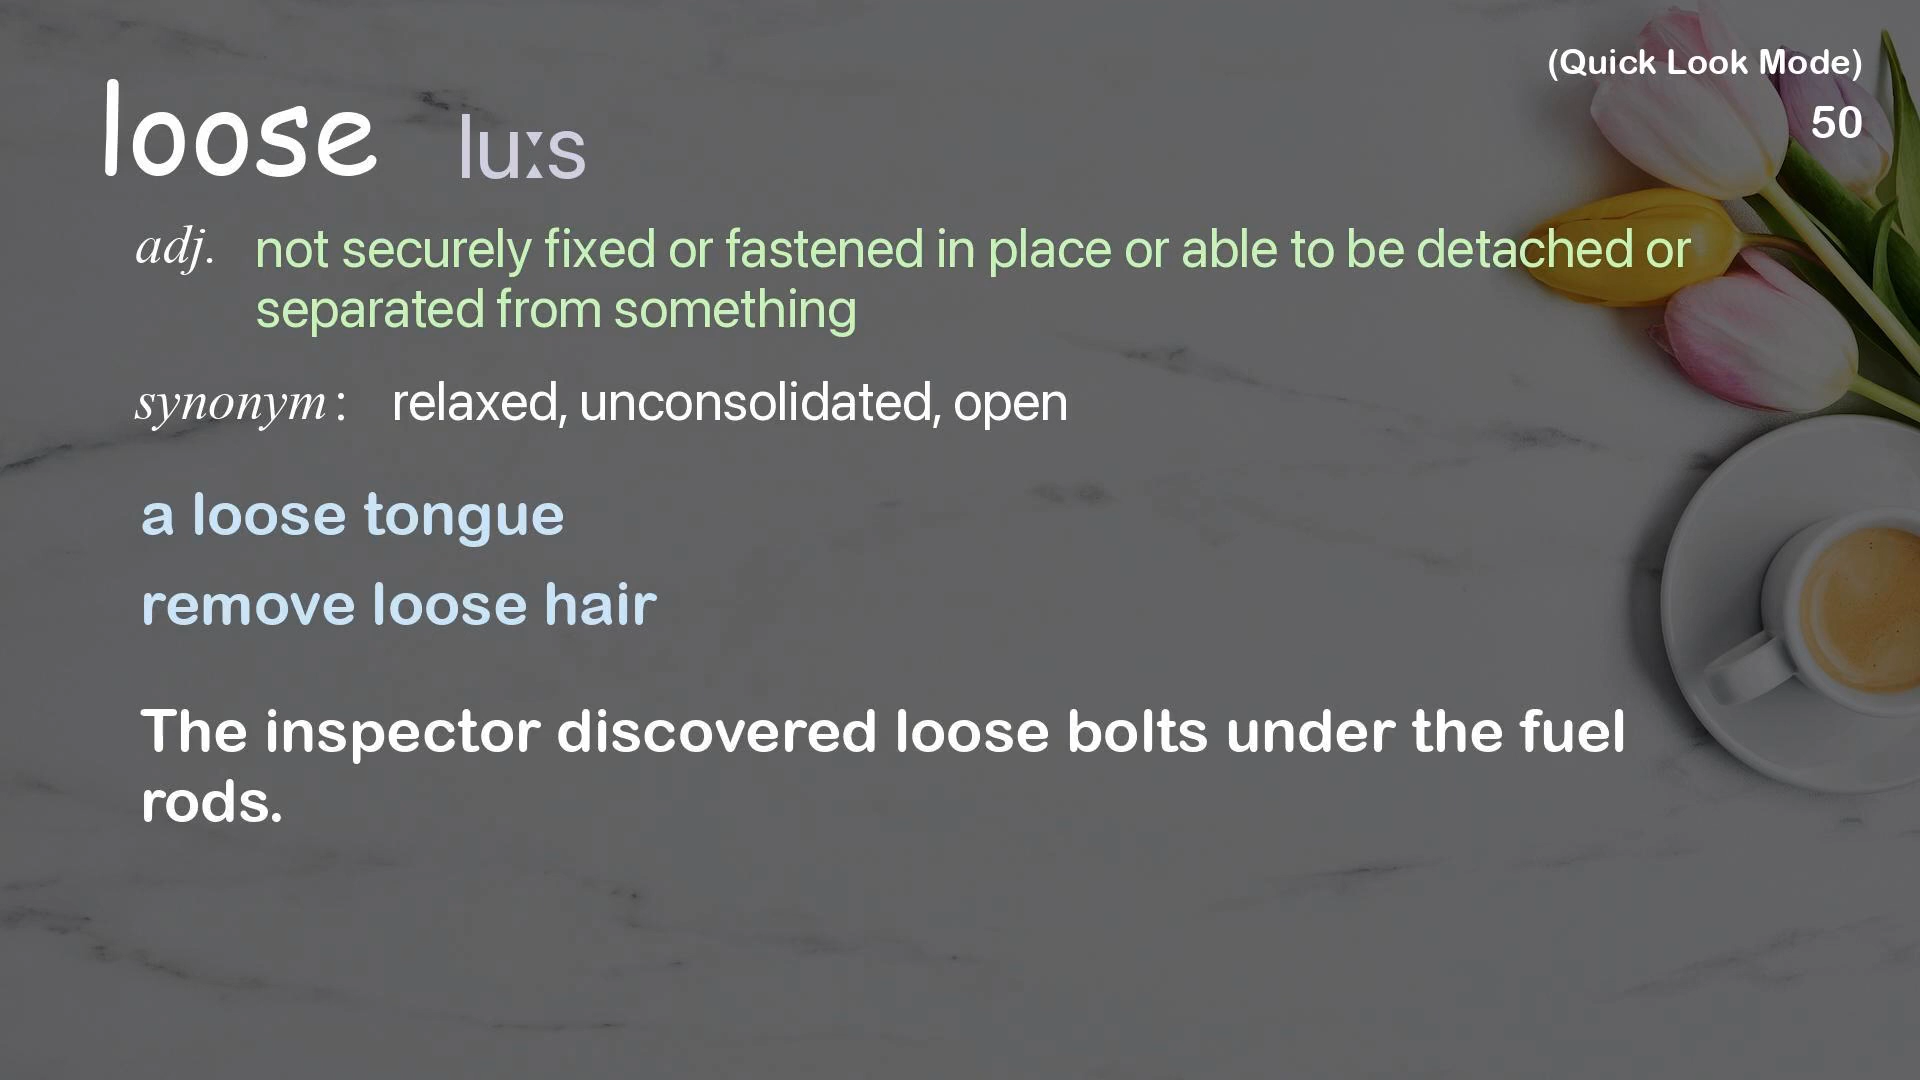 (Quick Look Mode)
50
loose luːs
adj. not securely fixed or fastened in place or able to be detached or
separated from something
synonym: relaxed, unconsolidated, open
a loose tongue
remove loose hair
The inspector discovered loose bolts under the fuel
rods.